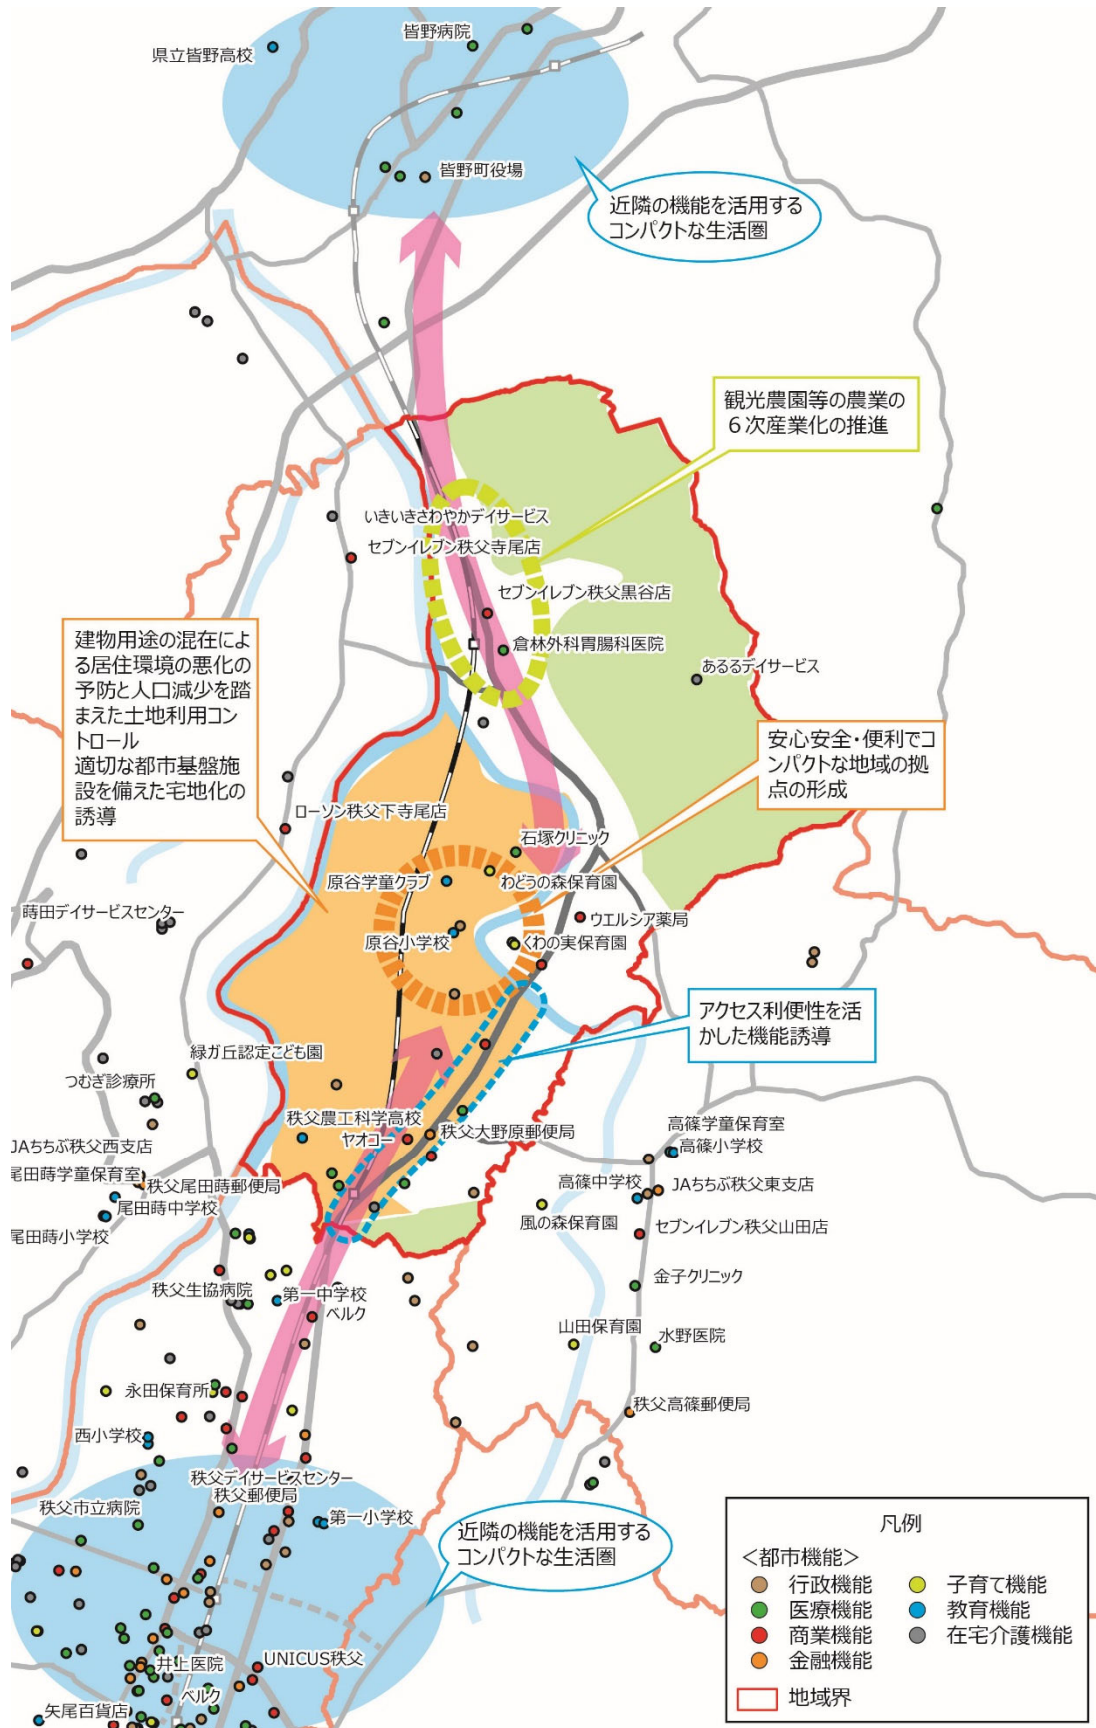 県立皆野高校
皆野病院
皆野町役場
近隣の機能を活用する
コンパクトな生活圏
観光農園等の農業の
６次産業化の推進
いきいきさわやかデイサービス
セブンイレブン秩父寺尾店
セブンイレブン秩父黒谷店
倉林外科胃腸科医院
あるるデイサービス
建物用途の混在によ
る居住環境の悪化の
予防と人口減少を踏
まえた土地利用コン
トロール
適切な都市基盤施
設を備えた宅地化の
誘導
安心安全・便利でコ
ンパクトな地域の拠
点の形成
ローソン秩父下寺尾店
石塚クリニック
原谷学童クラブ
わどうの森保育園
蒔田デイサービスセンター
ウエルシア薬局
原谷小学校
くわの実保育園
アクセス利便性を活
かした機能誘導
緑ガ丘認定こども園
つむぎ診療所
秩父農工科学高校
ヤオコー
秩父大野原郵便局
高篠学童保育室
高篠小学校
JAちちぶ秩父西支店
尾田蒔学童保育室
秩父尾田蒔郵便局
尾田蒔中学校
尾田蒔小学校
高篠中学校
JAちちぶ秩父東支店
風の森保育園
セブンイレブン秩父山田店
秩父生協病院
第一中学校
ベルク
金子クリニック
山田保育園
水野医院
永田保育所
秩父高篠郵便局
西小学校
秩父デイサービスセンター
秩父郵便局
秩父市立病院
第一小学校
近隣の機能を活用する
コンパクトな生活圏
井上医院
UNICUS秩父
ベルク
矢尾百貨店
凡例
＜都市機能＞
行政機能
子育て機能
医療機能
教育機能
商業機能
在宅介護機能
金融機能
地域界